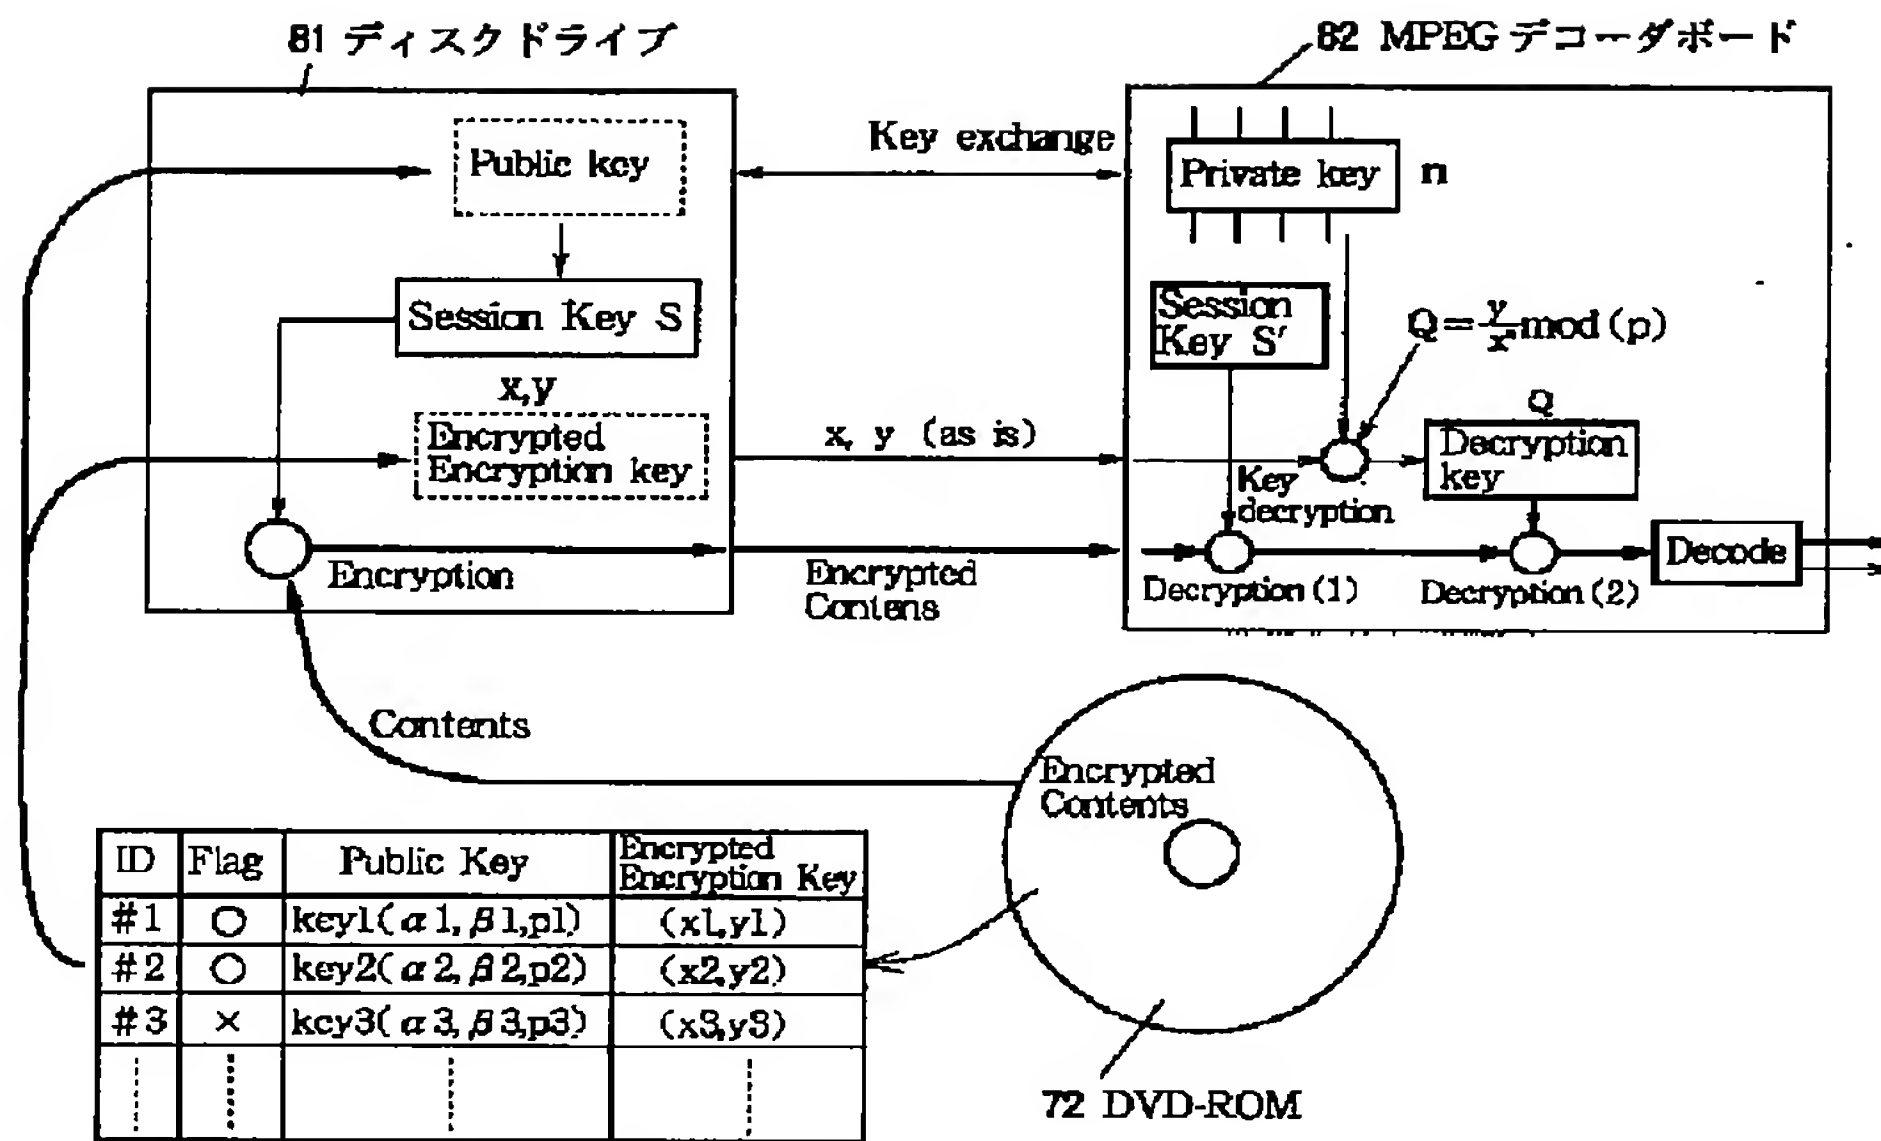 81 ディスクドライブ
82 MPEG デコーダボード
Public key
Key exchange
Private key
n
Session Key S
Session
Key S′
Q=y/xⁿ mod (p)
x,y
Encrypted
Encryption key
x, y (as is)
Q
Decryption
key
Key
decryption
Encryption
Encrypted
Contens
Decryption (1)
Decryption (2)
Decode
Contents
Encrypted
Contents
ID
Flag
Public Key
Encrypted
Encryption Key
#1 ○ key1(α1, β1,p1) (x1,y1)
#2 ○ key2(α2, β2,p2) (x2,y2)
#3 × key3(α3, β3,p3) (x3,y3)
72 DVD-ROM